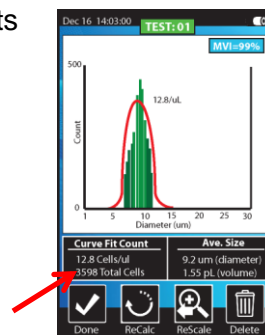 ts
Dec 16 14:03:00 TEST: 01
MVI=99%
500
12.8/uL
Count
0
1 5 10 15 20 25 30
Diameter (um)
Curve Fit Count Ave. Size
12.8 Cells/ul 9.2 um (diameter)
3598 Total Cells 1.55 pL (volume)
Done ReCalc ReScale Delete